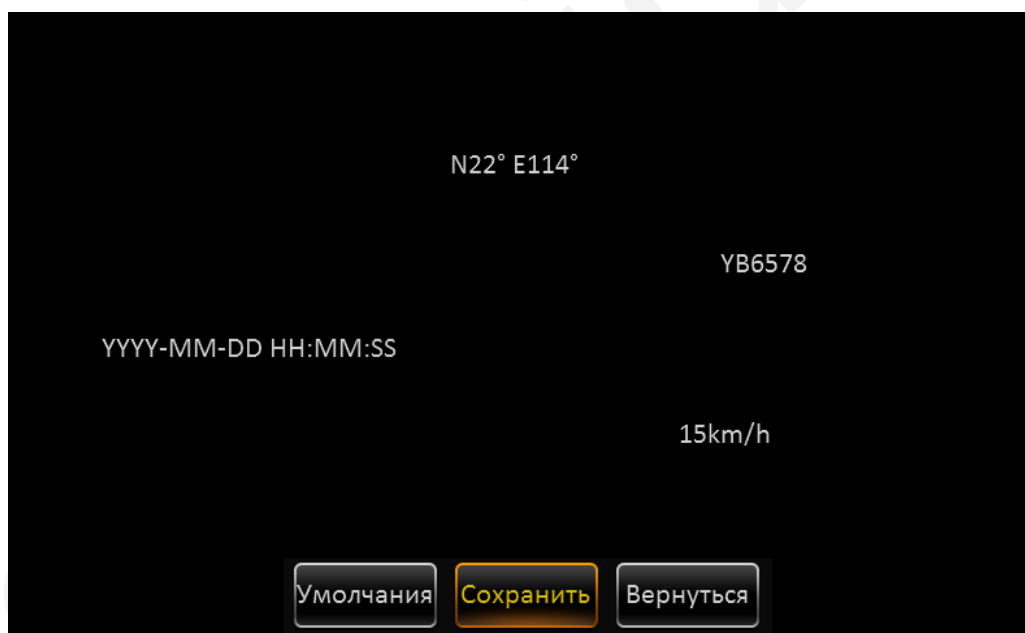 N22° E114°
YB6578
YYYY-MM-DD HH:MM:SS
15km/h
Умолчания Сохранить Вернуться